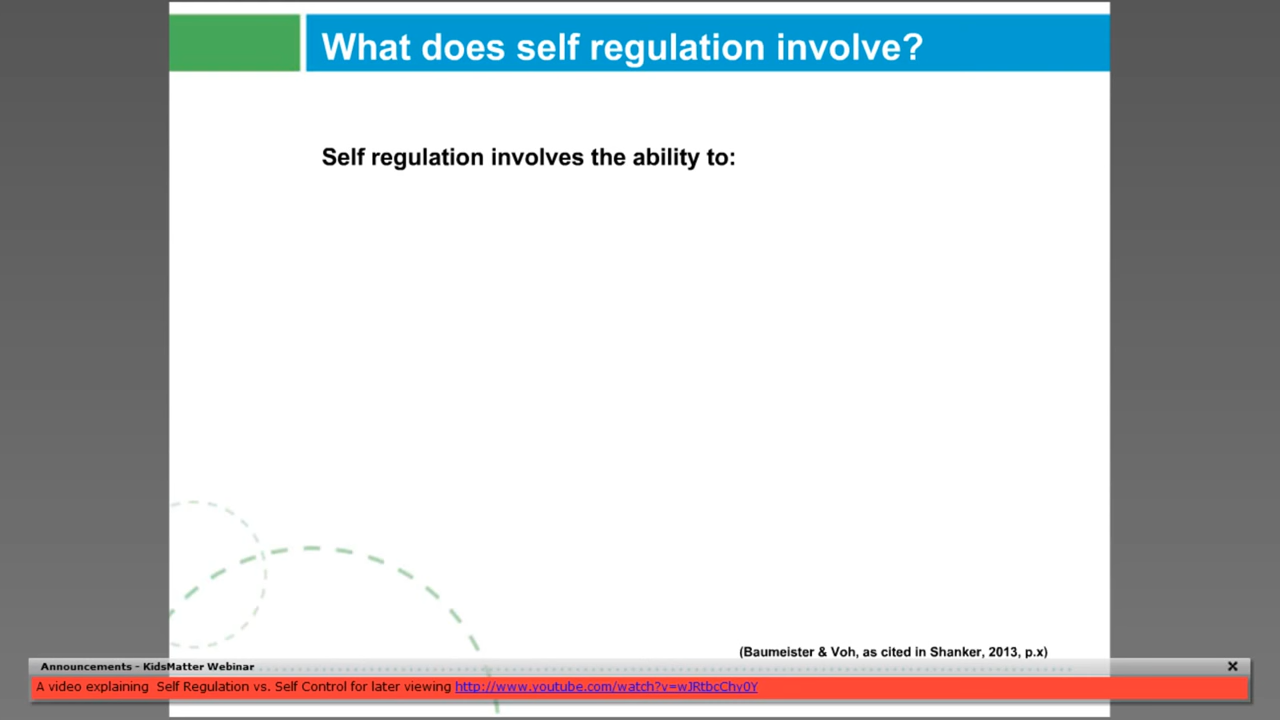 What does self regulation involve?
Self regulation involves the ability to:
(Baumeister & Voh, as cited in Shanker, 2013, p.x)
Announcements - KidsMatter Webinar
A video explaining  Self Regulation vs. Self Control for later viewing http://www.youtube.com/watch?v=wJRtbcChy0Y